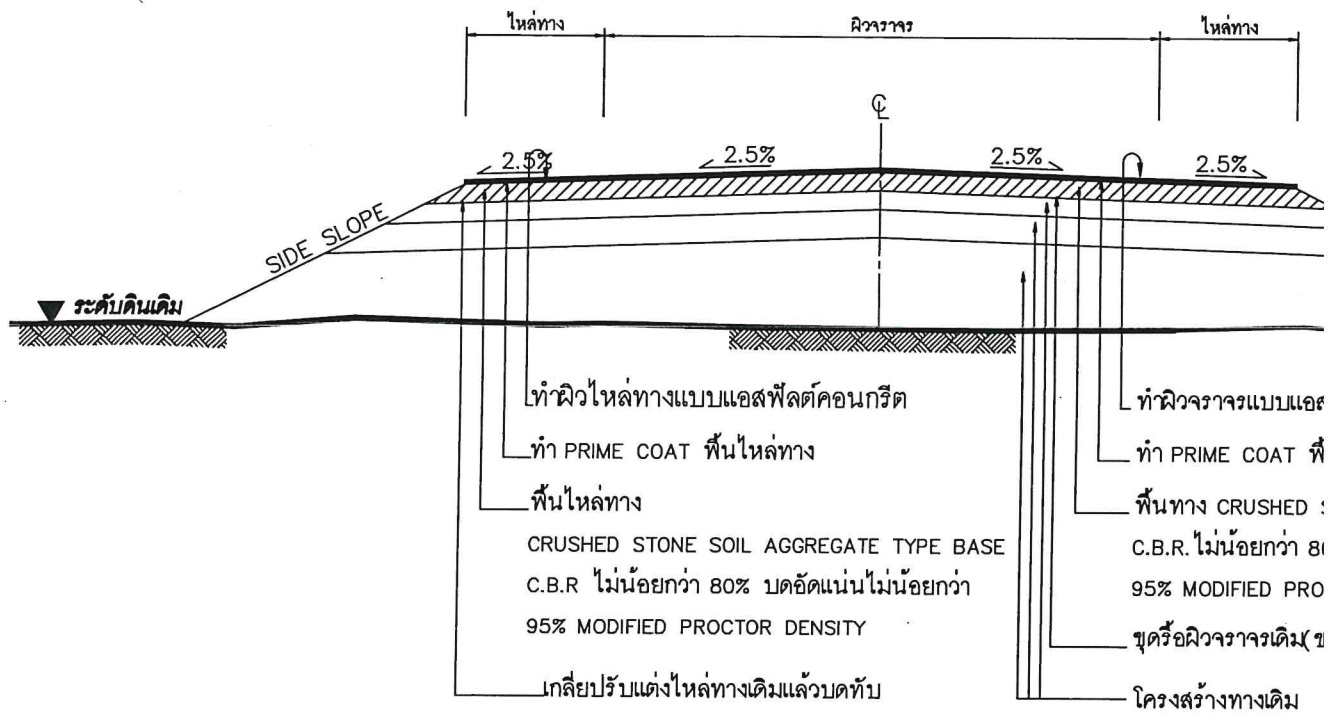 ไหล่ทาง ผิวจราจร ไหล่ทาง
℄
2.5% 2.5% 2.5% 2.5%
SIDE SLOPE
ระดับดินเดิม
ทำผิวไหล่ทางแบบแอสฟัลต์คอนกรีต
ทำ PRIME COAT พื้นไหล่ทาง
พื้นไหล่ทาง
CRUSHED STONE SOIL AGGREGATE TYPE BASE
C.B.R ไม่น้อยกว่า 80% บดอัดแน่นไม่น้อยกว่า
95% MODIFIED PROCTOR DENSITY
เกลี่ยปรับแต่งไหล่ทางเดิมแล้วบดทับ
ทำผิวจราจรแบบแอส
ทำ PRIME COAT พื้
พื้นทาง CRUSHED
C.B.R. ไม่น้อยกว่า 80
95% MODIFIED PRO
ขุดรื้อผิวจราจรเดิม(ข
โครงสร้างทางเดิม